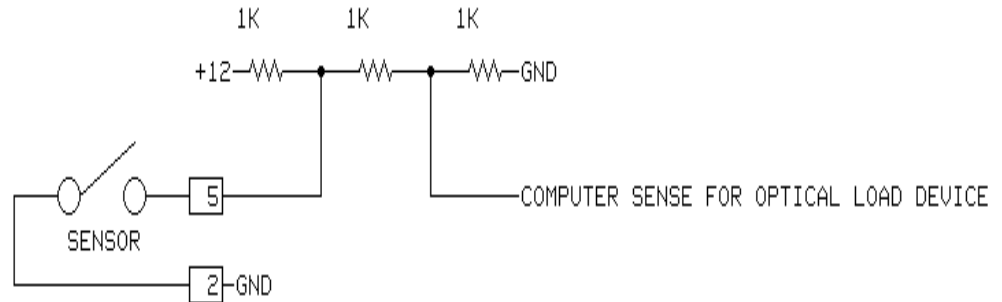 1K 1K 1K
+12 GND
5 COMPUTER SENSE FOR OPTICAL LOAD DEVICE
SENSOR
2 GND